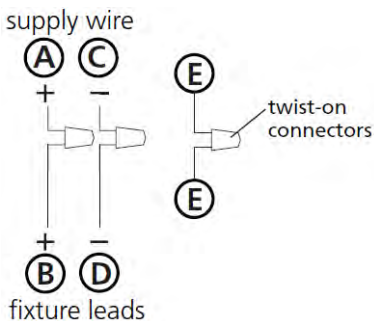 supply wire
A C
+ −
E
twist-on
connectors
E
+ −
B D
fixture leads